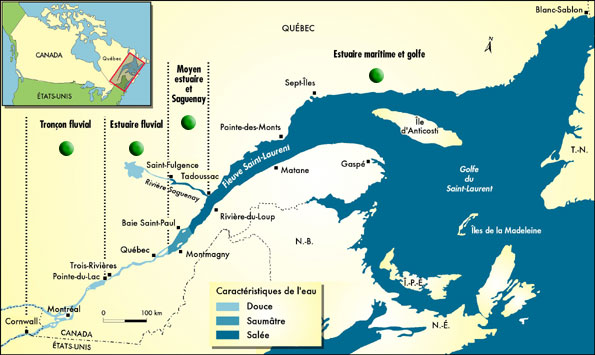 Blanc-Sablon
QUÉBEC
CANADA
Québec
ÉTATS-UNIS
Estuaire maritime et golfe
Moyen
estuaire
et
Saguenay
Tronçon fluvial
Estuaire fluvial
Sept-Îles
Pointe-des-Monts
Île
d'Anticosti
T.-N.
Saint-Fulgence
Tadoussac
Rivière Saguenay
Fleuve Saint-Laurent
Matane
Gaspé
Golfe
du
Saint-Laurent
Îles de la Madeleine
Baie Saint-Paul
Rivière-du-Loup
N.-B.
Québec
Montmagny
Trois-Rivières
Pointe-du-Lac
Î.-P.-É.
N.-É.
Montréal
Cornwall
0 100 km
CANADA
ÉTATS-UNIS
Caractéristiques de l'eau
Douce
Saumâtre
Salée
N